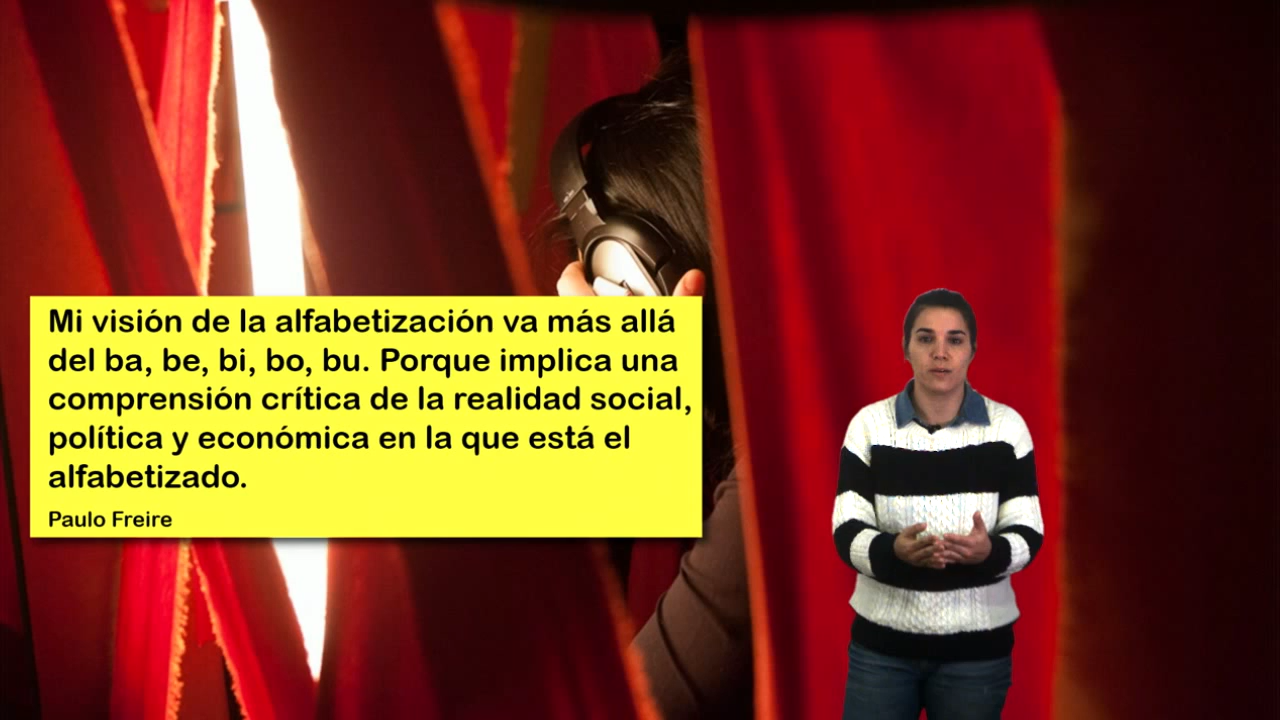 Mi visión de la alfabetización va más allá
del ba, be, bi, bo, bu. Porque implica una
comprensión crítica de la realidad social,
política y económica en la que está el
alfabetizado.
Paulo Freire